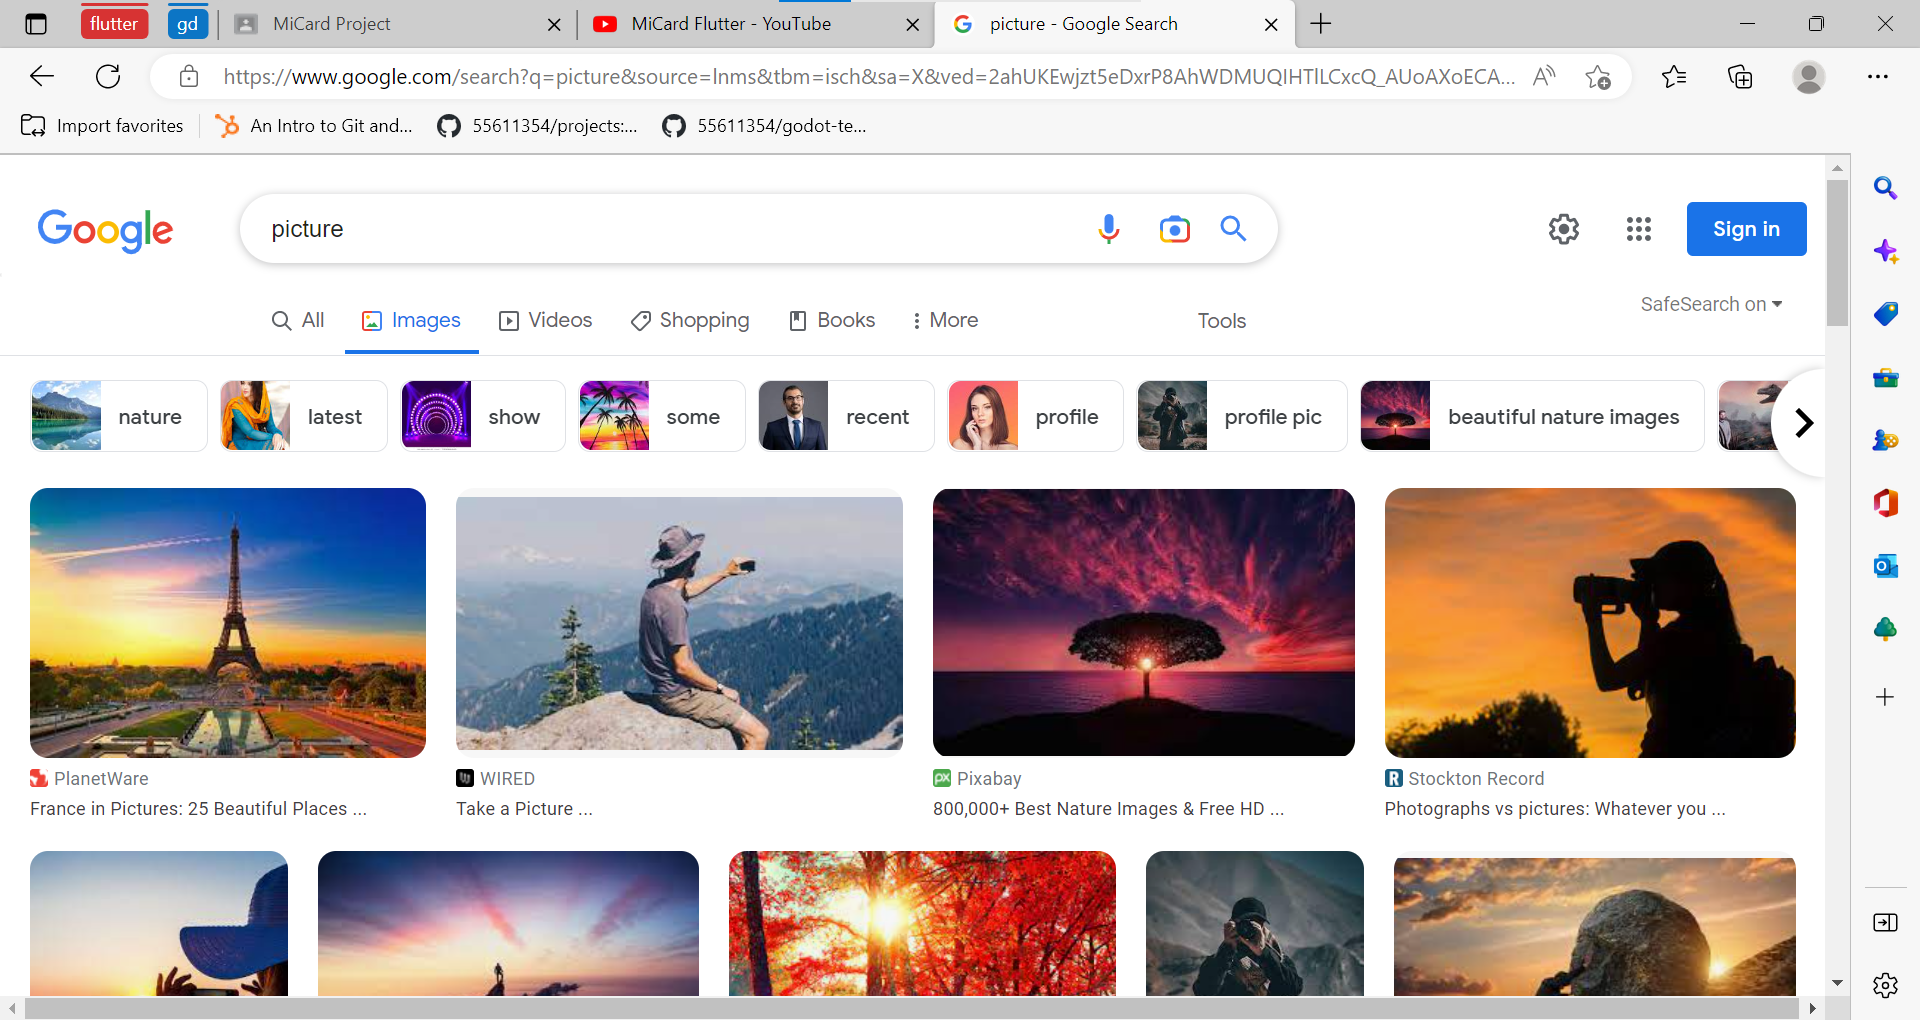 flutter
gd
MiCard Project
MiCard Flutter - YouTube
picture - Google Search
https://www.google.com/search?q=picture&source=lnms&tbm=isch&sa=X&ved=2ahUKEwjzt5eDxrP8AhWDMUQIHTlLCxcQ_AUoAXoECA...
Import favorites
An Intro to Git and...
55611354/projects:...
55611354/godot-te...
Google
picture
Sign in
All
Images
Videos
Shopping
Books
More
Tools
SafeSearch on
nature
latest
show
some
recent
profile
profile pic
beautiful nature images
PlanetWare
France in Pictures: 25 Beautiful Places ...
WIRED
Take a Picture ...
px Pixabay
800,000+ Best Nature Images & Free HD ...
R Stockton Record
Photographs vs pictures: Whatever you ...